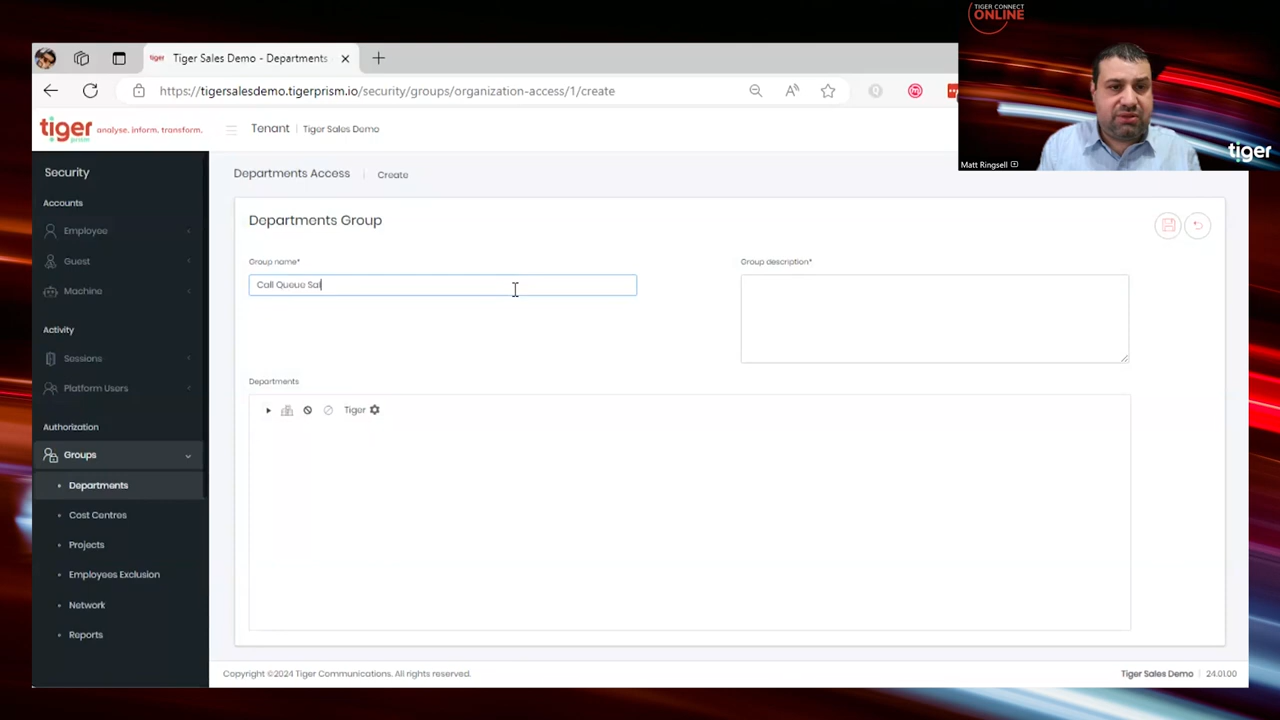 TIGER CONNECT
ONLINE
Tiger Sales Demo - Departments
https://tigersalesdemo.tigerprism.io/security/groups/organization-access/1/create
tiger prism analyse. inform. transform.
Tenant | Tiger Sales Demo
Matt Ringsell
tiger
Security
Accounts
Employee
Guest
Machine
Activity
Sessions
Platform Users
Authorization
Groups
Departments
Cost Centres
Projects
Employees Exclusion
Network
Reports
Departments Access | Create
Departments Group
Group name*
Call Queue Sal
Group description*
Departments
Tiger
Copyright ©2024 Tiger Communications. All rights reserved.
Tiger Sales Demo | 24.01.00